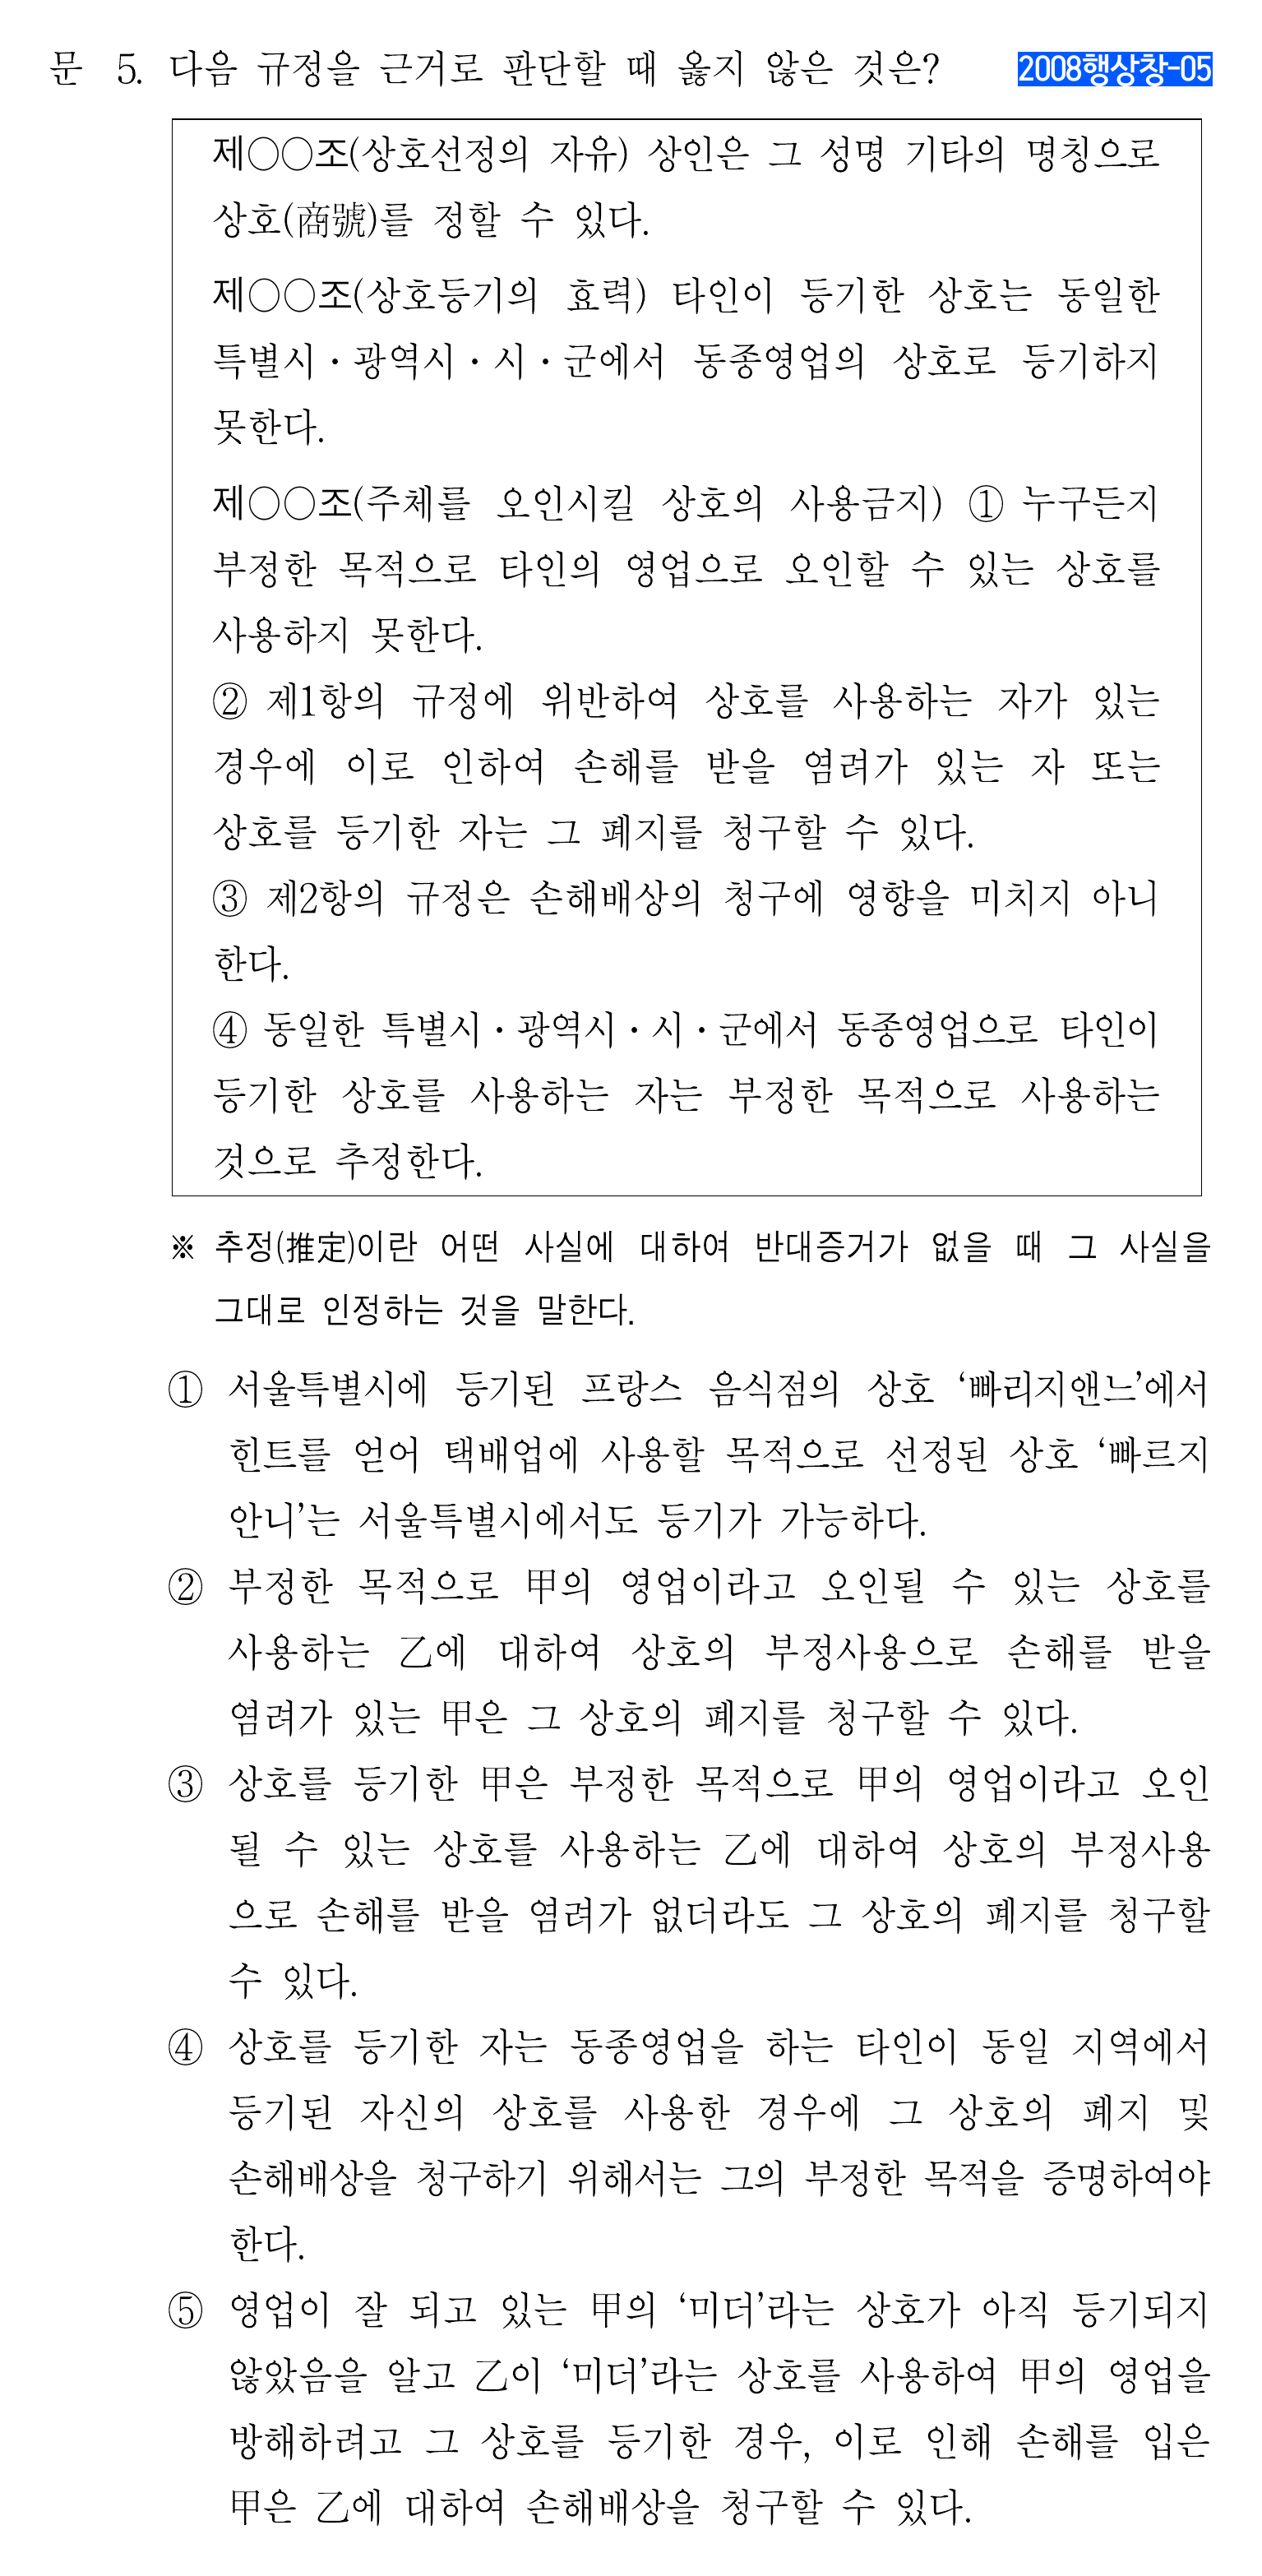 문 5. 다음 규정을 근거로 판단할 때 옳지 않은 것은? 2008행상창-05
제○○조(상호선정의 자유) 상인은 그 성명 기타의 명칭으로
상호(商號)를 정할 수 있다.
제○○조(상호등기의 효력) 타인이 등기한 상호는 동일한
특별시·광역시·시·군에서 동종영업의 상호로 등기하지
못한다.
제○○조(주체를 오인시킬 상호의 사용금지) ① 누구든지
부정한 목적으로 타인의 영업으로 오인할 수 있는 상호를
사용하지 못한다.
② 제1항의 규정에 위반하여 상호를 사용하는 자가 있는
경우에 이로 인하여 손해를 받을 염려가 있는 자 또는
상호를 등기한 자는 그 폐지를 청구할 수 있다.
③ 제2항의 규정은 손해배상의 청구에 영향을 미치지 아니
한다.
④ 동일한 특별시·광역시·시·군에서 동종영업으로 타인이
등기한 상호를 사용하는 자는 부정한 목적으로 사용하는
것으로 추정한다.
※ 추정(推定)이란 어떤 사실에 대하여 반대증거가 없을 때 그 사실을
그대로 인정하는 것을 말한다.
① 서울특별시에 등기된 프랑스 음식점의 상호 ‘빠리지앤느’에서
힌트를 얻어 택배업에 사용할 목적으로 선정된 상호 ‘빠르지
안니’는 서울특별시에서도 등기가 가능하다.
② 부정한 목적으로 甲의 영업이라고 오인될 수 있는 상호를
사용하는 乙에 대하여 상호의 부정사용으로 손해를 받을
염려가 있는 甲은 그 상호의 폐지를 청구할 수 있다.
③ 상호를 등기한 甲은 부정한 목적으로 甲의 영업이라고 오인
될 수 있는 상호를 사용하는 乙에 대하여 상호의 부정사용
으로 손해를 받을 염려가 없더라도 그 상호의 폐지를 청구할
수 있다.
④ 상호를 등기한 자는 동종영업을 하는 타인이 동일 지역에서
등기된 자신의 상호를 사용한 경우에 그 상호의 폐지 및
손해배상을 청구하기 위해서는 그의 부정한 목적을 증명하여야
한다.
⑤ 영업이 잘 되고 있는 甲의 ‘미더’라는 상호가 아직 등기되지
않았음을 알고 乙이 ‘미더’라는 상호를 사용하여 甲의 영업을
방해하려고 그 상호를 등기한 경우, 이로 인해 손해를 입은
甲은 乙에 대하여 손해배상을 청구할 수 있다.